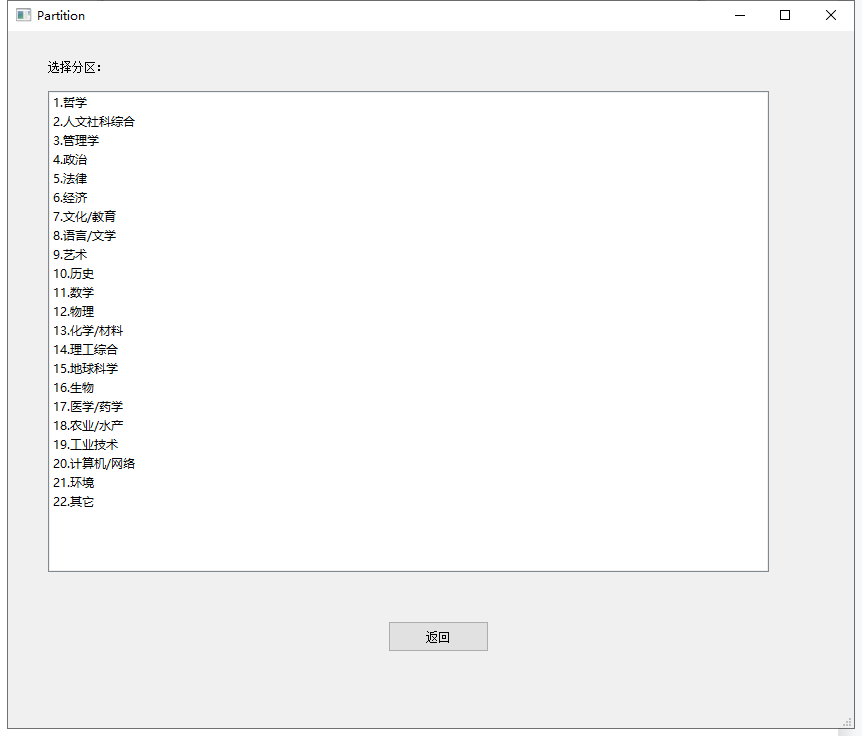 Partition
选择分区：
1.哲学
2.人文社科综合
3.管理学
4.政治
5.法律
6.经济
7.文化/教育
8.语言/文学
9.艺术
10.历史
11.数学
12.物理
13.化学/材料
14.理工综合
15.地球科学
16.生物
17.医学/药学
18.农业/水产
19.工业技术
20.计算机/网络
21.环境
22.其它
返回